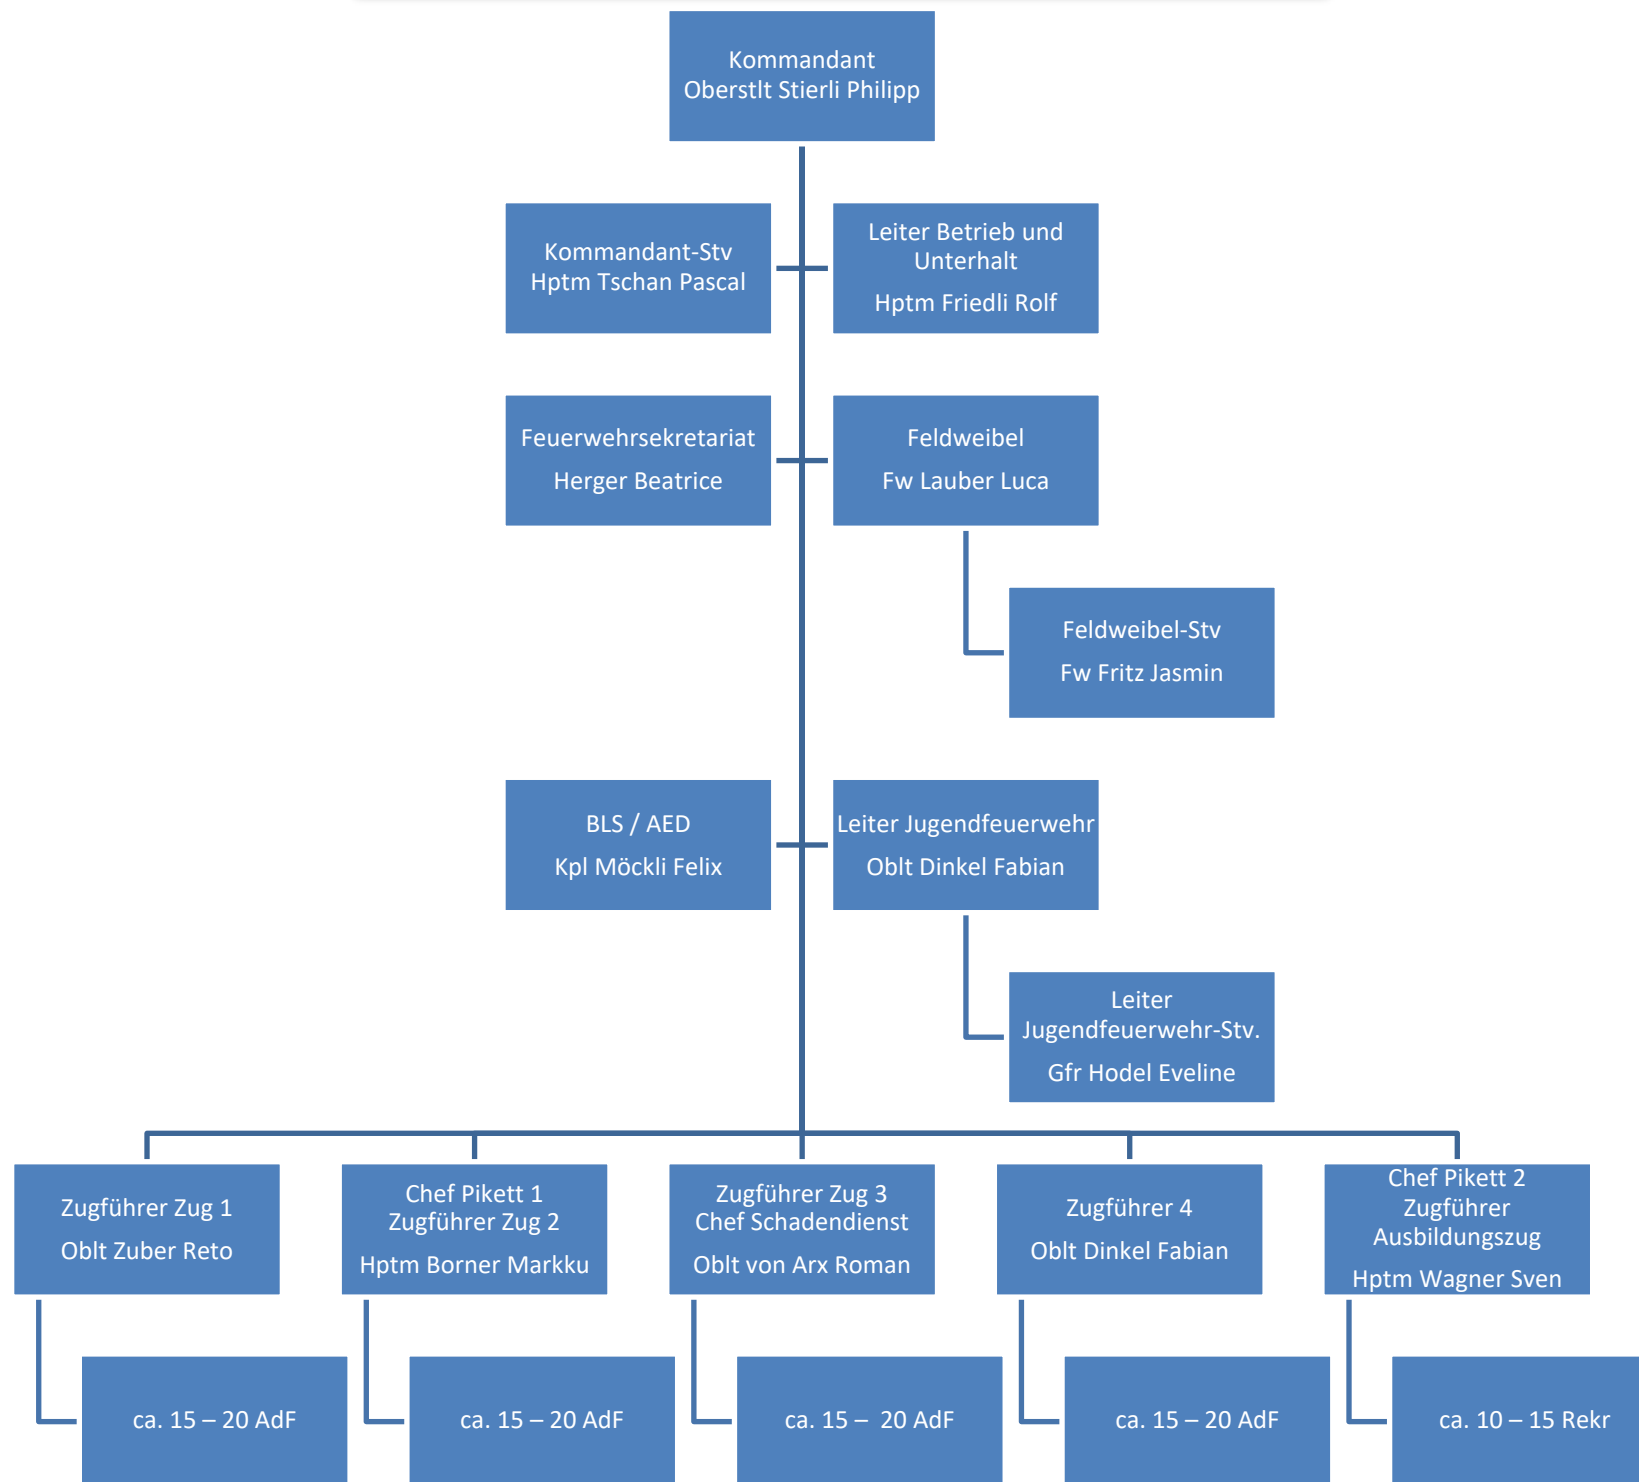 Kommandant
Oberstlt Stierli Philipp
Kommandant-Stv
Hptm Tschan Pascal
Leiter Betrieb und
Unterhalt
Hptm Friedli Rolf
Feuerwehrsekretariat
Herger Beatrice
Feldweibel
Fw Lauber Luca
Feldweibel-Stv
Fw Fritz Jasmin
BLS / AED
Kpl Möckli Felix
Leiter Jugendfeuerwehr
Oblt Dinkel Fabian
Leiter
Jugendfeuerwehr-Stv.
Gfr Hodel Eveline
Zugführer Zug 1
Oblt Zuber Reto
Chef Pikett 1
Zugführer Zug 2
Hptm Borner Markku
Zugführer Zug 3
Chef Schadendienst
Oblt von Arx Roman
Zugführer 4
Oblt Dinkel Fabian
Chef Pikett 2
Zugführer
Ausbildungszug
Hptm Wagner Sven
ca. 15 – 20 AdF
ca. 15 – 20 AdF
ca. 15 – 20 AdF
ca. 15 – 20 AdF
ca. 10 – 15 Rekr